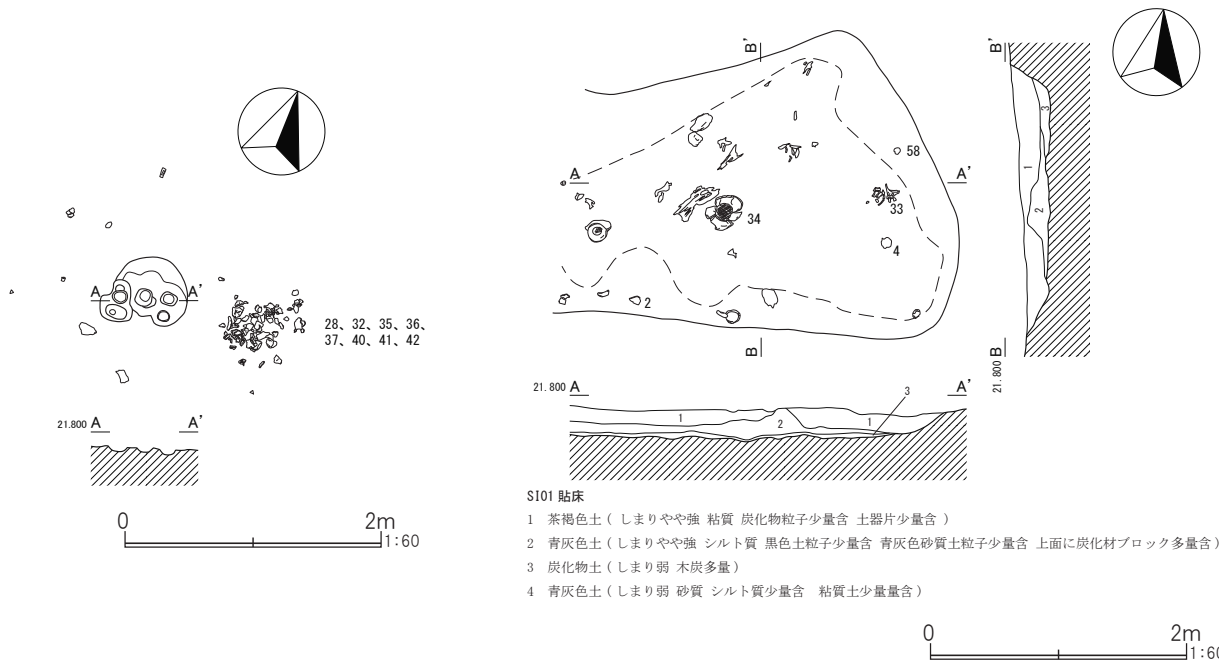 A
A'
28、32、35、36、
37、40、41、42
21.800 A
A'
0
2m
1:60
B'
58
A
A'
33
34
4
2
B
B'
3
1
2
21.800 B
21.800 A
A'
3
1
2
1
SI01 貼床
1 茶褐色土 ( しまりやや強 粘質 炭化物粒子少量含 土器片少量含 )
2 青灰色土 ( しまりやや強 シルト質 黒色土粒子少量含 青灰色砂質土粒子少量含 上面に炭化材ブロック多量含 )
3 炭化物土 ( しまり弱 木炭多量 )
4 青灰色土 ( しまり弱 砂質 シルト質少量含 粘質土少量量含 )
0
2m
1:60